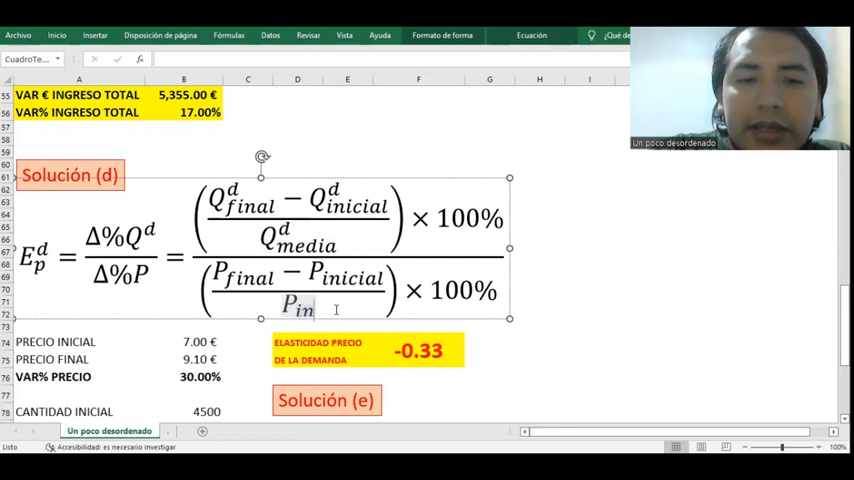 Archivo Inicio Insertar Disposición de página Fórmulas Datos Revisar Vista Ayuda Formato de forma Ecuación ¿Qué de
CuadroTe... fx
A B C D E F G H I J
55 VAR € INGRESO TOTAL 5,355.00 €
56 VAR% INGRESO TOTAL 17.00%
Un poco desordenado
57
58
59
60
61 Solución (d)
62
63
64
65
66
67
68
69
70
71
72
E_p^d = Δ%Q^d / Δ%P = ((Q_final^d − Q_inicial^d) / Q_media^d) × 100% / ((P_final − P_inicial) / P_in) × 100%
73
74 PRECIO INICIAL 7.00 € ELASTICIDAD PRECIO
75 PRECIO FINAL 9.10 € DE LA DEMANDA -0.33
76 VAR% PRECIO 30.00%
77 Solución (e)
78 CANTIDAD INICIAL 4500
Un poco desordenado
Listo Accesibilidad: es necesario investigar 100%